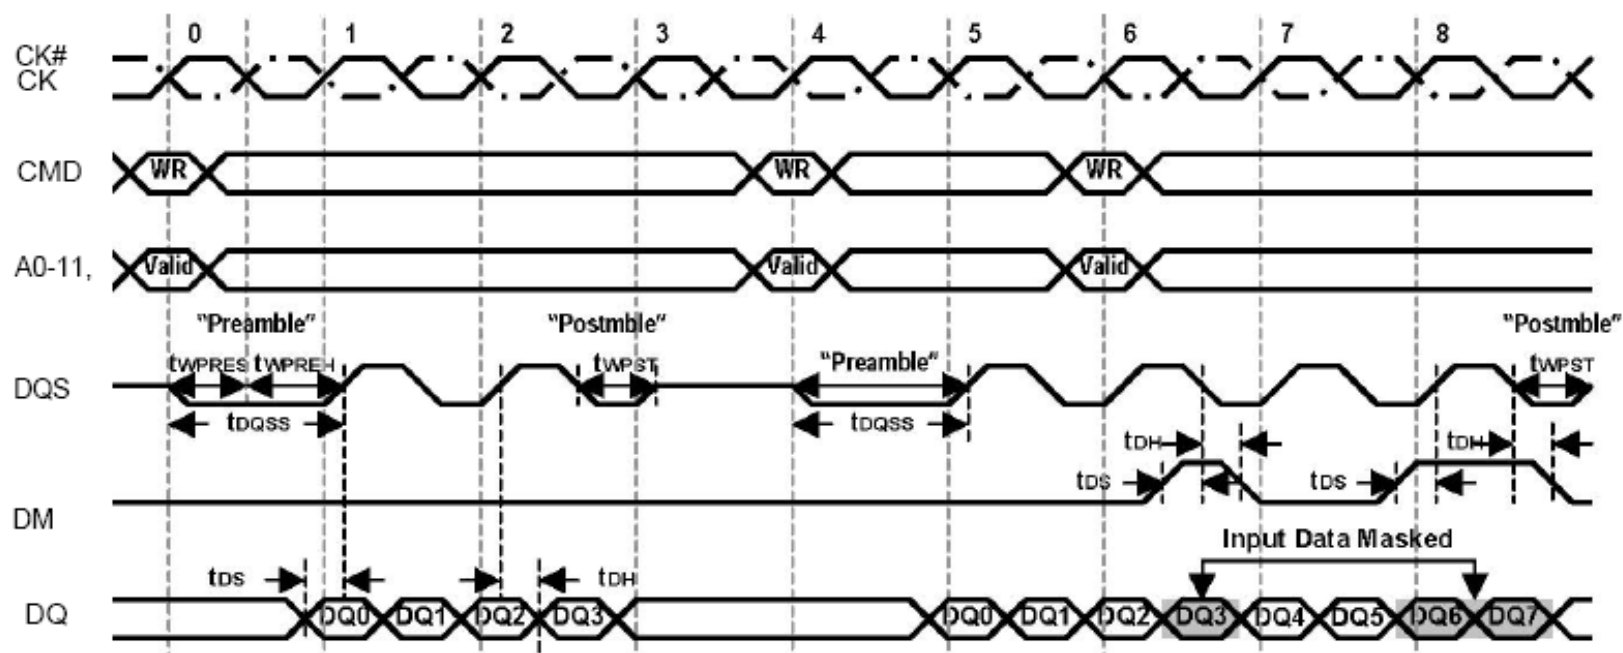 0 1 2 3 4 5 6 7 8
CK#
CK
CMD WR WR WR
A0-11, Valid Valid Valid
"Preamble" "Postmble" "Postmble"
tWPRES tWPREH tWPST "Preamble" tWPST
DQS
tDQSS tDQSS
tDH tDH
tDS tDS
DM
Input Data Masked
tDS tDH
DQ DQ0 DQ1 DQ2 DQ3 DQ0 DQ1 DQ2 DQ3 DQ4 DQ5 DQ6 DQ7